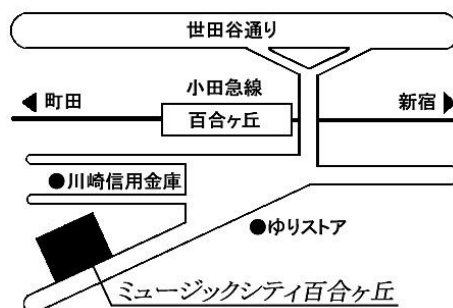 世田谷通り
小田急線
◀町田
百合ヶ丘
新宿▶
●川崎信用金庫
●ゆりストア
ミュージックシティ百合ヶ丘